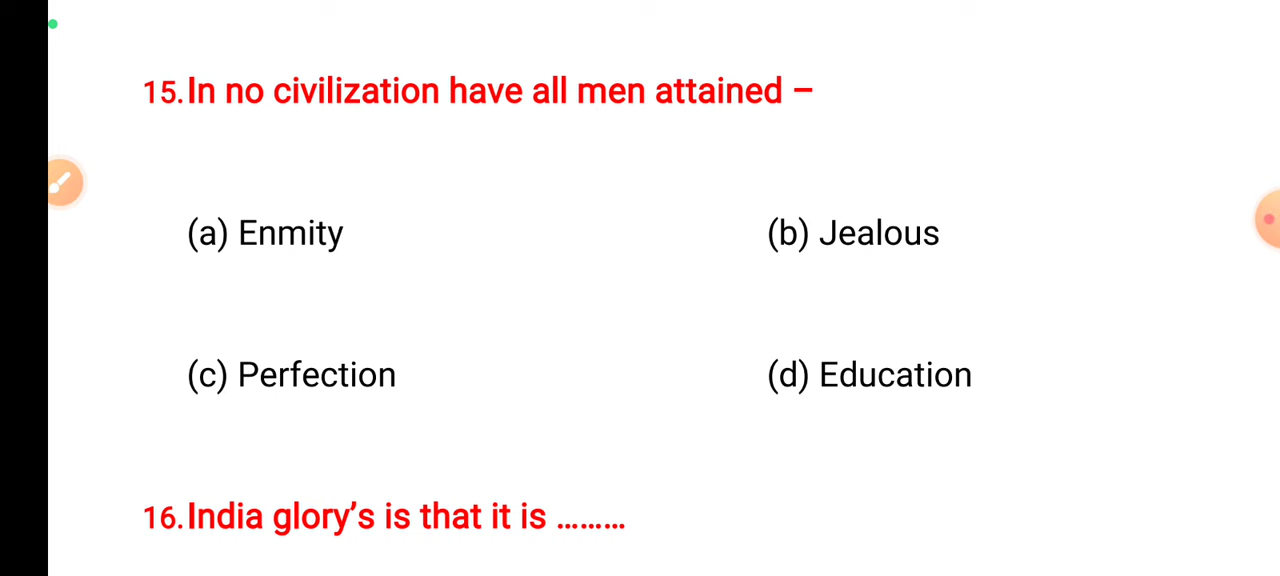 15. In no civilization have all men attained –
(a) Enmity (b) Jealous
(c) Perfection (d) Education
16. India glory’s is that it is .........